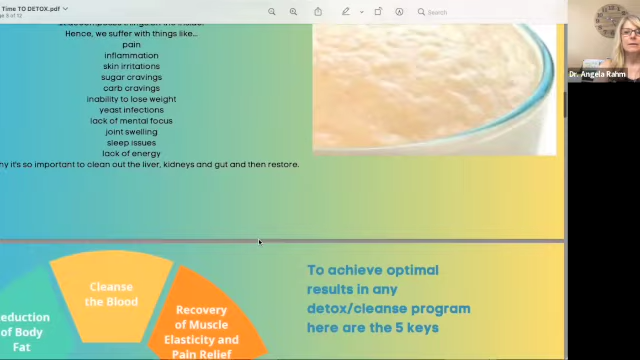 Time TO DETOX.pdf
Page 9 of 12
Search
Hence, we suffer with things like...
pain
inflammation
skin irritations
sugar cravings
carb cravings
inability to lose weight
yeast infections
lack of mental focus
joint swelling
sleep issues
lack of energy
it's so important to clean out the liver, kidneys and gut and then restore.
Dr. Angela Rahm
Cleanse
the Blood
of Body
Fat
Recovery
of Muscle
Elasticity and
Pain Relief
To achieve optimal
results in any
detox/cleanse program
here are the 5 keys